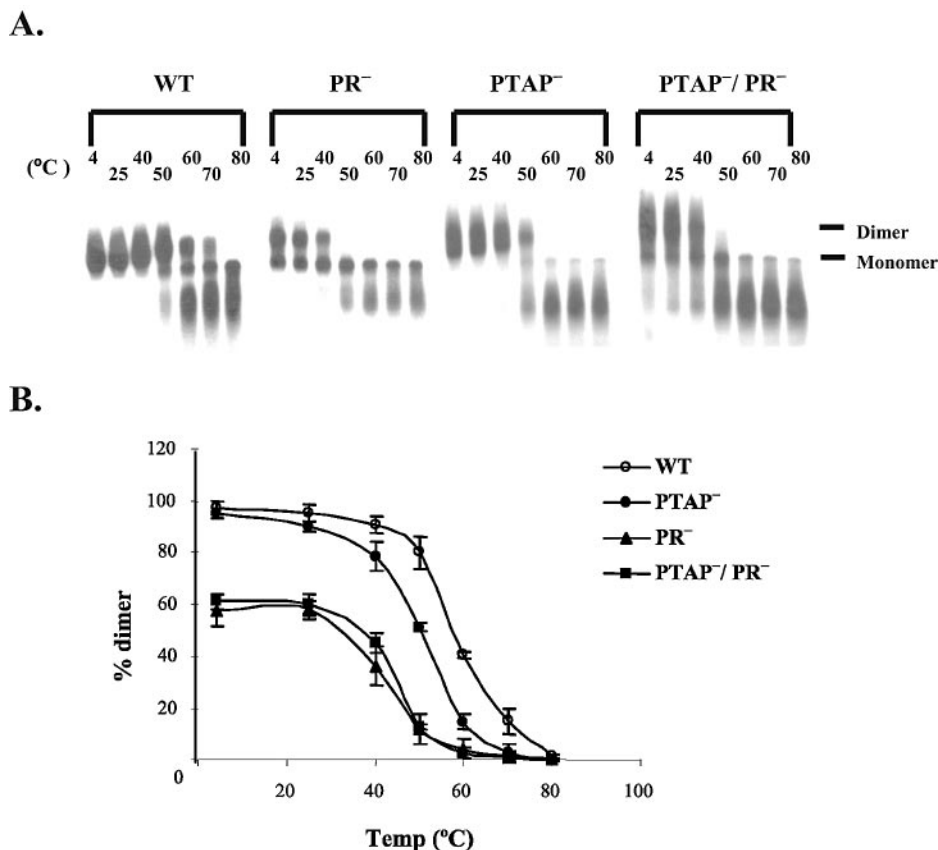 A.
WT PR⁻ PTAP⁻ PTAP⁻/ PR⁻
(ºC ) 4 25 40 50 60 70 80 4 25 40 50 60 70 80 4 25 40 50 60 70 80 4 25 40 50 60 70 80
Dimer
Monomer
B.
120
100
80
60
40
20
0
% dimer
WT
PTAP⁻
PR⁻
PTAP⁻/ PR⁻
20 40 60 80 100
Temp (ºC)